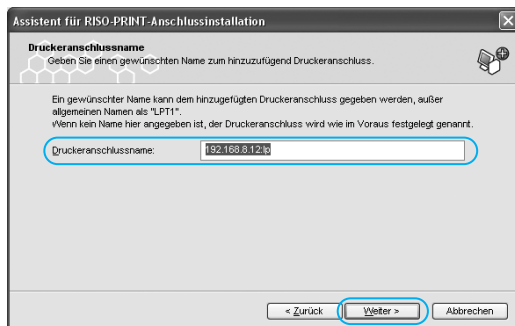 Assistent für RISO-PRINT-Anschlussinstallation
Druckeranschlussname
Geben Sie einen gewünschten Name zum hinzuzufügend Druckeranschluss.
Ein gewünschter Name kann dem hinzugefügten Druckeranschluss gegeben werden, außer
allgemeinen Namen als "LPT1".
Wenn kein Name hier angegeben ist, der Druckeranschluss wird wie im Voraus festgelegt genannt.
Druckeranschlussname: 192.168.8.12:lp
< Zurück Weiter > Abbrechen